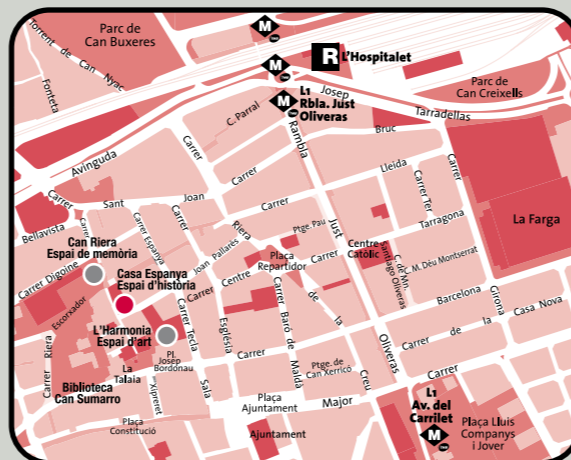 Parc de
Can Buxeres
Torrent de Can Nyac
Fonteta
M
M
M
R L'Hospitalet
L1
Rbla. Just
Oliveras
Josep
Tarradellas
Parc de
Can Creixells
Avinguda
C. Parral
Carrer
Rambla
Bruc
Carrer
Carrer
Lleida
Carrer Ter
Carrer
La Farga
Carrer
Sant
Joan
Carrer
Bellavista
Carrer
Carrer Espanya
Carrer
Riera
Ptge. Pau
Just
Tarragona
Can Riera
Espai de memòria
Joan Pallarès
Plaça
Repartidor
Carrer
Centre
Catòlic
C. de Mn.
Santiago Oliveras
C. M. Déu Montserrat
Carrer Digoine
Casa Espanya
Espai d'història
Carrer
Centre
de
la
Barcelona
Girona
Casa Nova
Escorxador
L'Harmonia
Espai d'art
Carrer Tecla
Església
Carrer Baró de
Maldà
Oliveras
Carrer
de
la
Carrer
Riera
Pl.
Josep
Bordonau
Carrer
Ptge. de
Can Xerricó
Creu
Carrer
La
Talaia
Xipreret
Sala
Biblioteca
Can Sumarro
Plaça
Ajuntament
Major
L1
Av. del
Carrilet
M
Plaça Lluís
Companys
i Jover
Plaça
Constitució
Ajuntament